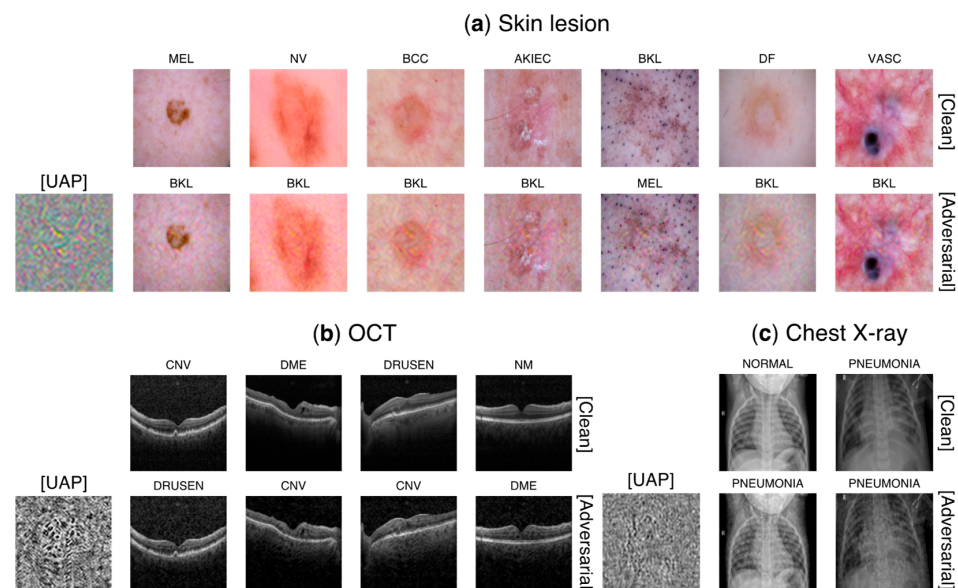 (a) Skin lesion
MEL NV BCC AKIEC BKL DF VASC
[Clean]
[UAP]
BKL BKL BKL BKL MEL BKL BKL
[Adversarial]
(b) OCT
CNV DME DRUSEN NM
[Clean]
[UAP]
DRUSEN CNV CNV DME
[Adversarial]
(c) Chest X-ray
NORMAL PNEUMONIA
[Clean]
[UAP]
PNEUMONIA PNEUMONIA
[Adversarial]